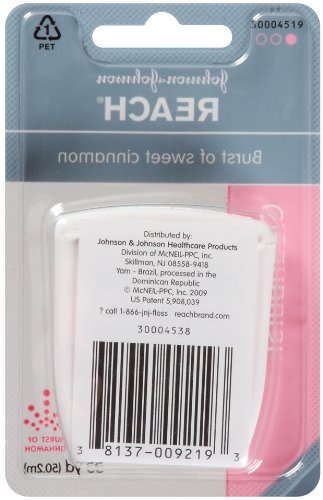 1
PET
30004519
Johnson & Johnson
REACH®
Burst of sweet cinnamon
Distributed by:
Johnson & Johnson Healthcare Products
Division of McNEIL-PPC, Inc.
Skillman, NJ 08558-9418
Yarn - Brazil, processed in the
Dominican Republic
© McNEIL-PPC, Inc. 2009
US Patent 5,908,039
? call 1-866-jnj-floss reachbrand.com
30004538
3 8137-009219 3
BURST OF
CINNAMON
yd (50.2m)